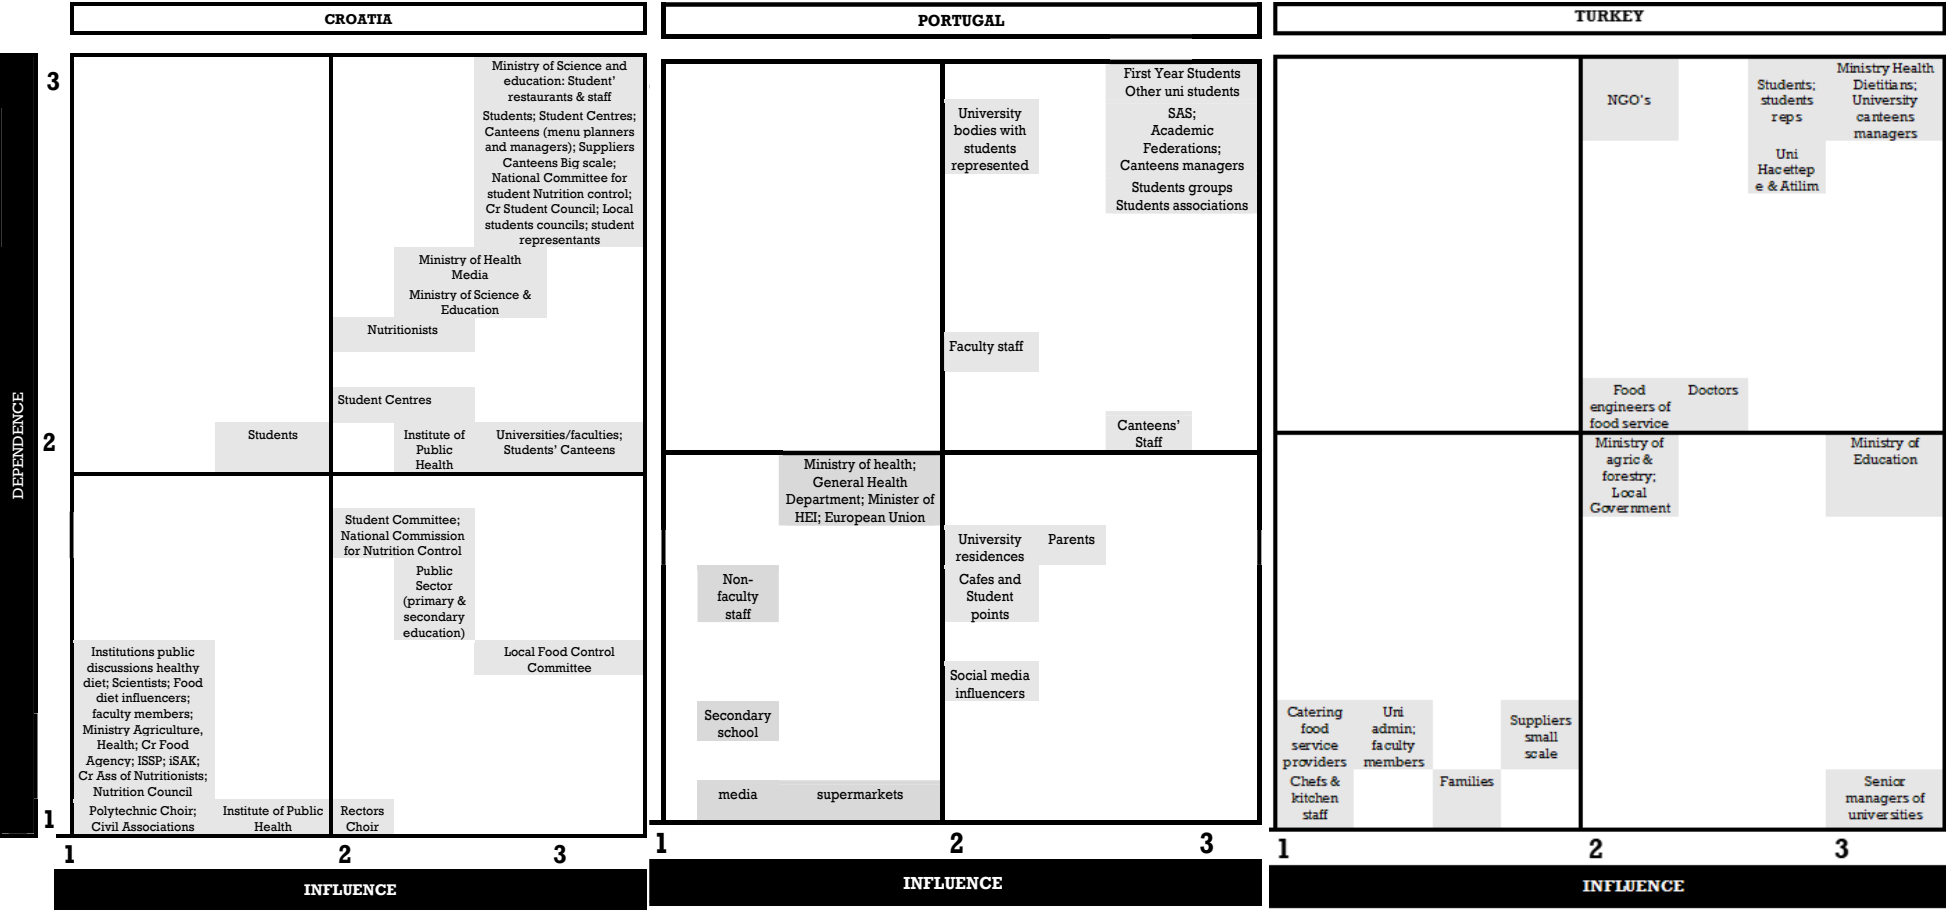 CROATIA
PORTUGAL
TURKEY
DEPENDENCE
3
2
1
Ministry of Science and
education: Student'
restaurants & staff
Students; Student Centres;
Canteens (menu planners
and managers); Suppliers
Canteens Big scale;
National Committee for
student Nutrition control;
Cr Student Council; Local
students councils; student
representants
Ministry of Health
Media
Ministry of Science &
Education
Nutritionists
Student Centres
Students
Institute of
Public
Health
Universities/faculties;
Students' Canteens
Student Committee;
National Commission
for Nutrition Control
Public
Sector
(primary &
secondary
education)
Institutions public
discussions healthy
diet; Scientists; Food
diet influencers;
faculty members;
Ministry Agriculture,
Health; Cr Food
Agency; ISSP; iSAK;
Cr Ass of Nutritionists;
Nutrition Council
Local Food Control
Committee
Polytechnic Choir;
Civil Associations
Institute of Public
Health
Rectors
Choir
1
2
3
INFLUENCE
First Year Students
Other uni students
University
bodies with
students
represented
SAS;
Academic
Federations;
Canteens managers
Students groups
Students associations
Faculty staff
Canteens'
Staff
Ministry of health;
General Health
Department; Minister of
HEI; European Union
University
residences
Parents
Non-
faculty
staff
Cafes and
Student
points
Social media
influencers
Secondary
school
media
supermarkets
1
2
3
INFLUENCE
NGO's
Students;
students
reps
Ministry Health
Dietitians;
University
canteens
managers
Uni
Hacettep
e & Atilim
Food
engineers of
food service
Doctors
Ministry of
agric &
forestry;
Local
Government
Ministry of
Education
Catering
food
service
providers
Uni
admin;
faculty
members
Suppliers
small
scale
Chefs &
kitchen
staff
Families
Senior
managers of
universities
1
2
3
INFLUENCE